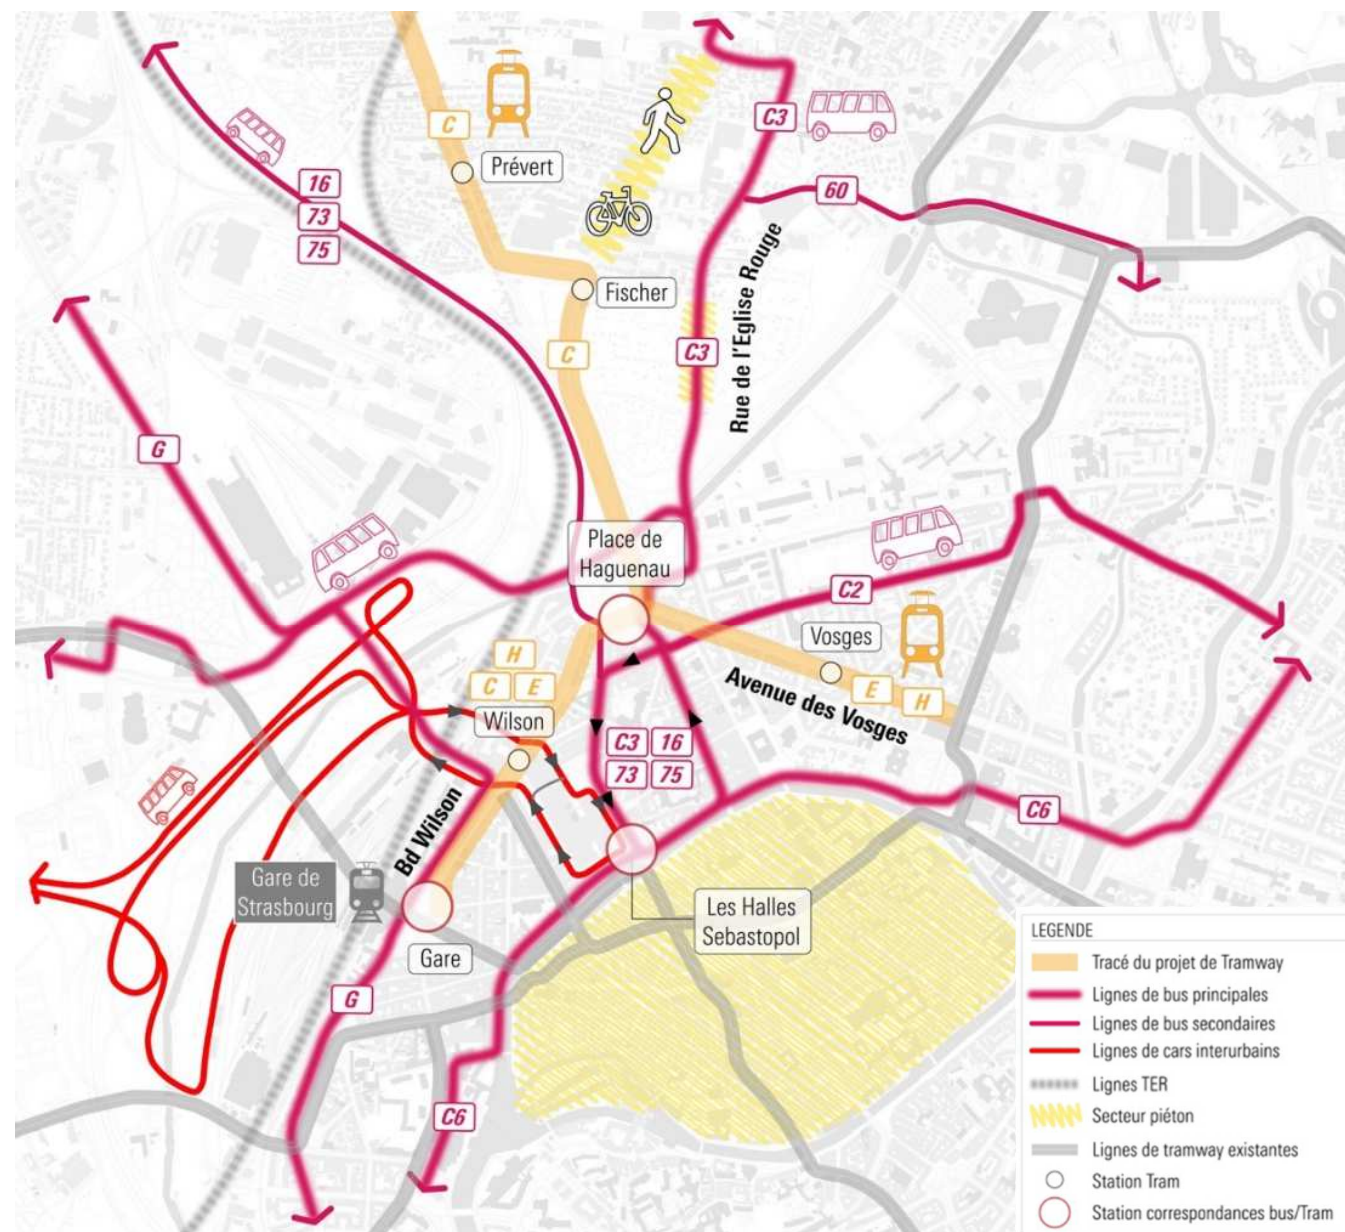 C3
C
Prévert
60
16
73
75
Fischer
Rue de l'Eglise Rouge
C
C3
G
Place de
Haguenau
C2
Vosges
H
C E
E H
Avenue des Vosges
Wilson
C3 16
73 75
C6
Bd Wilson
Gare de
Strasbourg
Les Halles
Sebastopol
Gare
G
C6
LEGENDE
Tracé du projet de Tramway
Lignes de bus principales
Lignes de bus secondaires
Lignes de cars interurbains
Lignes TER
Secteur piéton
Lignes de tramway existantes
Station Tram
Station correspondances bus/Tram